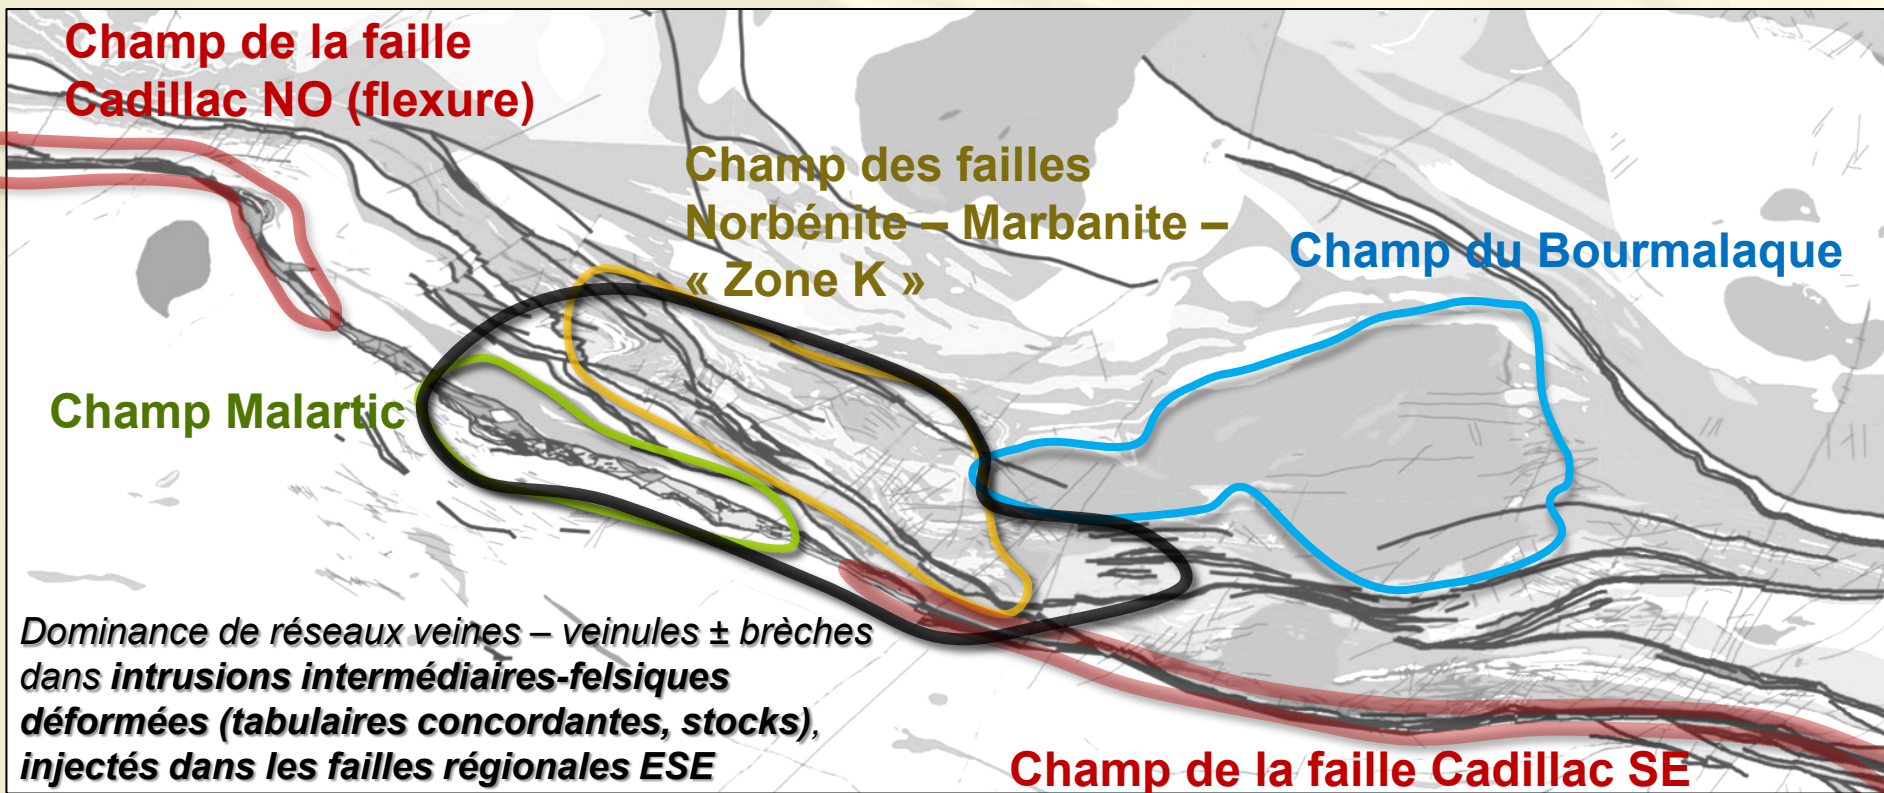 Champ de la faille
Cadillac NO (flexure)
Champ des failles
Norbénite – Marbanite –
« Zone K »
Champ du Bourmalaque
Champ Malartic
Dominance de réseaux veines – veinules ± brèches
dans intrusions intermédiaires-felsiques
déformées (tabulaires concordantes, stocks),
injectés dans les failles régionales ESE
Champ de la faille Cadillac SE